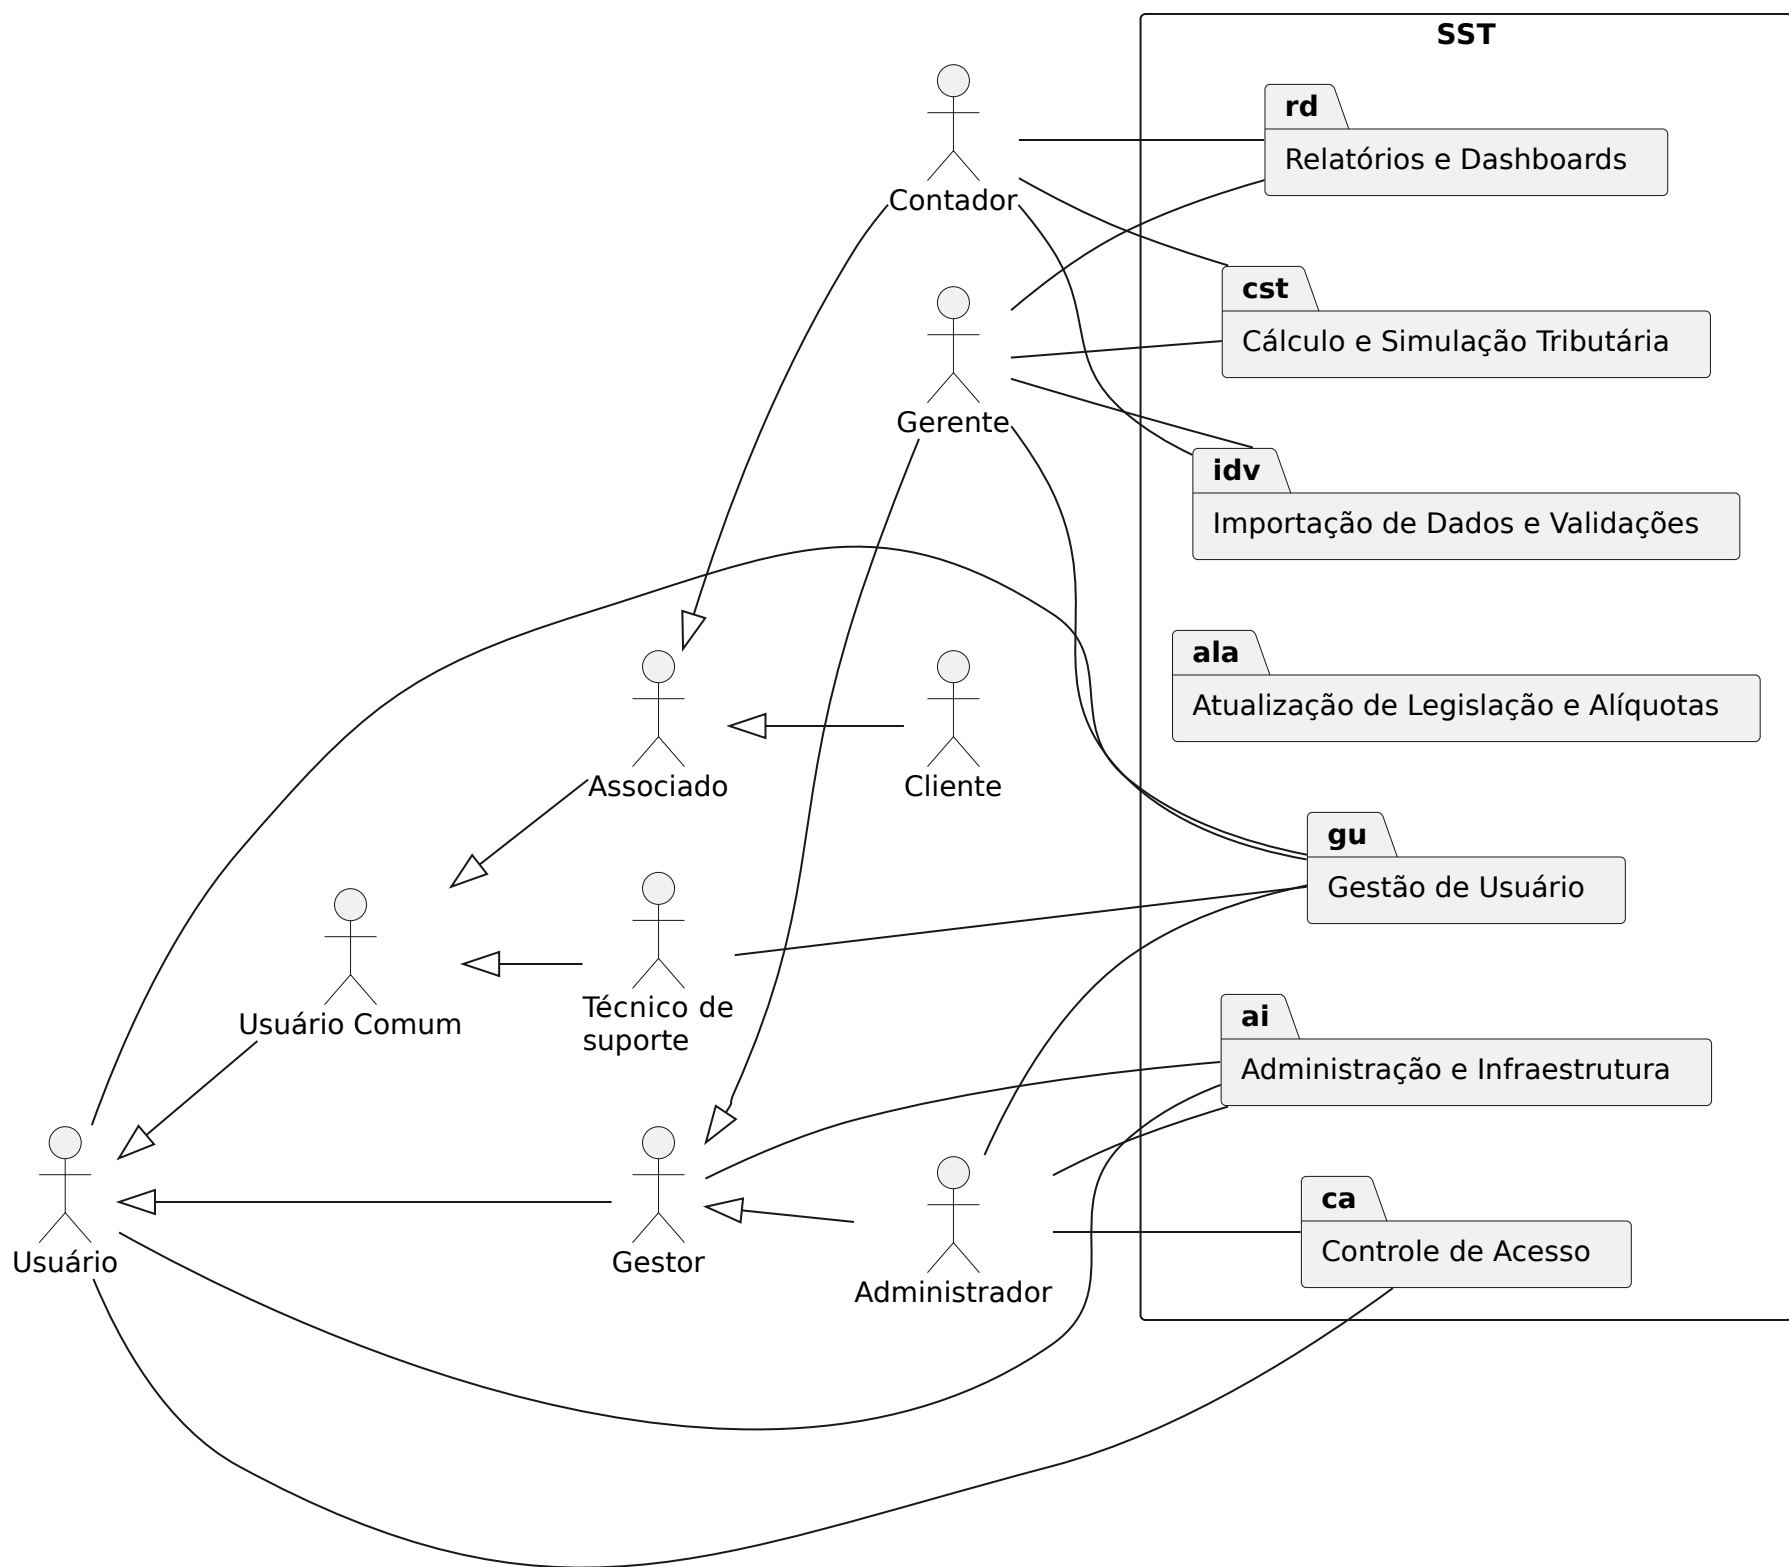 SST
rd
Relatórios e Dashboards
Contador
cst
Cálculo e Simulação Tributária
Gerente
idv
Importação de Dados e Validações
ala
Atualização de Legislação e Alíquotas
Associado
Cliente
gu
Gestão de Usuário
Usuário Comum
Técnico de
suporte
ai
Administração e Infraestrutura
ca
Controle de Acesso
Usuário
Gestor
Administrador